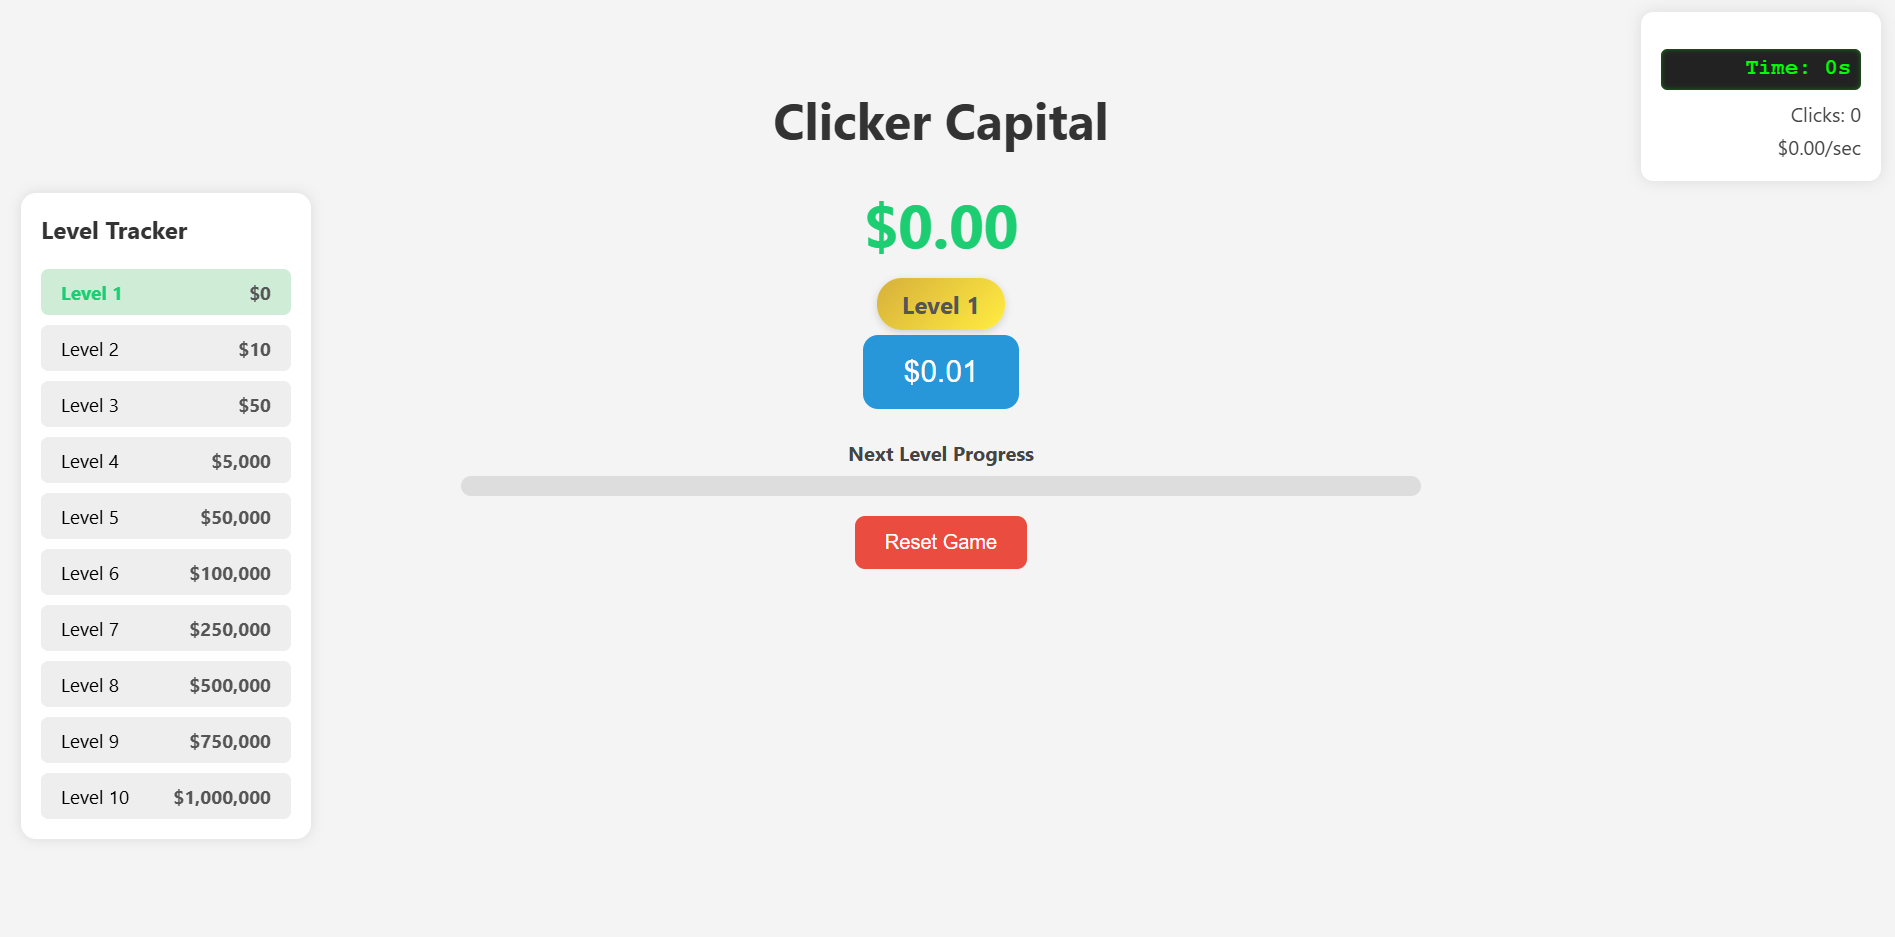 Time: 0s
Clicks: 0
$0.00/sec
Clicker Capital
$0.00
Level 1
$0.01
Next Level Progress
Reset Game
Level Tracker
Level 1 $0
Level 2 $10
Level 3 $50
Level 4 $5,000
Level 5 $50,000
Level 6 $100,000
Level 7 $250,000
Level 8 $500,000
Level 9 $750,000
Level 10 $1,000,000